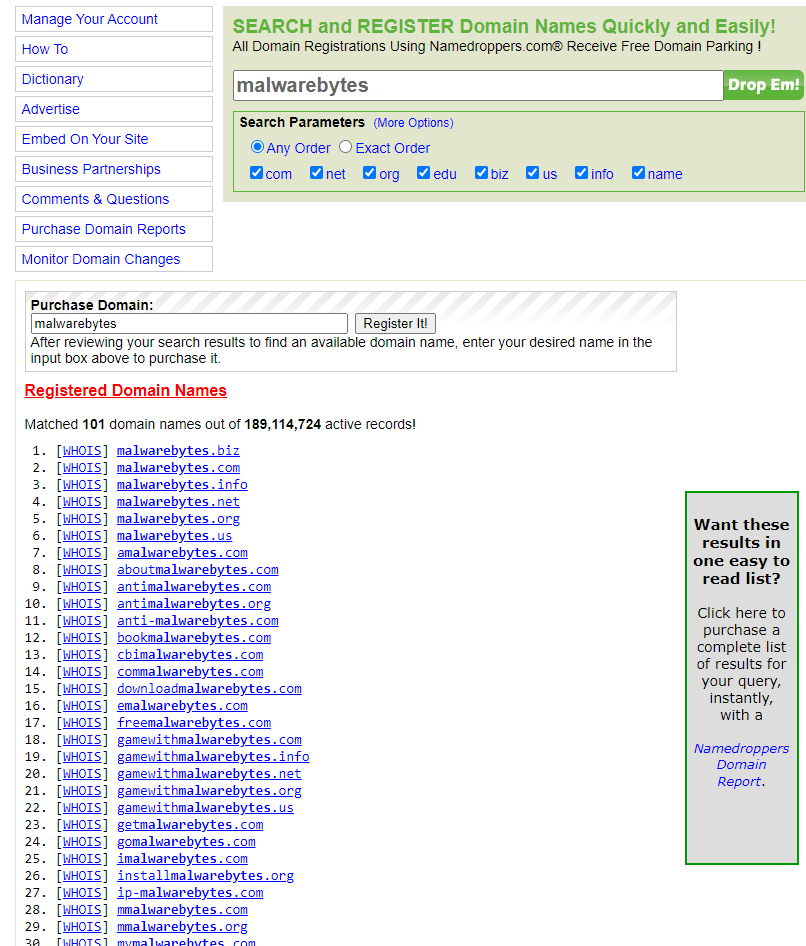 Manage Your Account
How To
Dictionary
Advertise
Embed On Your Site
Business Partnerships
Comments & Questions
Purchase Domain Reports
Monitor Domain Changes
SEARCH and REGISTER Domain Names Quickly and Easily!
All Domain Registrations Using Namedroppers.com® Receive Free Domain Parking !
malwarebytes
Drop Em!
Search Parameters (More Options)
Any Order Exact Order
com net org edu biz us info name
Purchase Domain:
malwarebytes Register It!
After reviewing your search results to find an available domain name, enter your desired name in the
input box above to purchase it.
Registered Domain Names
Matched 101 domain names out of 189,114,724 active records!
1. [WHOIS] malwarebytes.biz
2. [WHOIS] malwarebytes.com
3. [WHOIS] malwarebytes.info
4. [WHOIS] malwarebytes.net
5. [WHOIS] malwarebytes.org
6. [WHOIS] malwarebytes.us
7. [WHOIS] amalwarebytes.com
8. [WHOIS] aboutmalwarebytes.com
9. [WHOIS] antimalwarebytes.com
10. [WHOIS] antimalwarebytes.org
11. [WHOIS] anti-malwarebytes.com
12. [WHOIS] bookmalwarebytes.com
13. [WHOIS] cbimalwarebytes.com
14. [WHOIS] commalwarebytes.com
15. [WHOIS] downloadmalwarebytes.com
16. [WHOIS] emalwarebytes.com
17. [WHOIS] freemalwarebytes.com
18. [WHOIS] gamewithmalwarebytes.com
19. [WHOIS] gamewithmalwarebytes.info
20. [WHOIS] gamewithmalwarebytes.net
21. [WHOIS] gamewithmalwarebytes.org
22. [WHOIS] gamewithmalwarebytes.us
23. [WHOIS] getmalwarebytes.com
24. [WHOIS] gomalwarebytes.com
25. [WHOIS] imalwarebytes.com
26. [WHOIS] installmalwarebytes.org
27. [WHOIS] ip-malwarebytes.com
28. [WHOIS] mmalwarebytes.com
29. [WHOIS] mmalwarebytes.org
30. [WHOIS] mymalwarebytes.com
Want these
results in
one easy to
read list?
Click here to
purchase a
complete list
of results for
your query,
instantly,
with a
Namedroppers
Domain
Report.